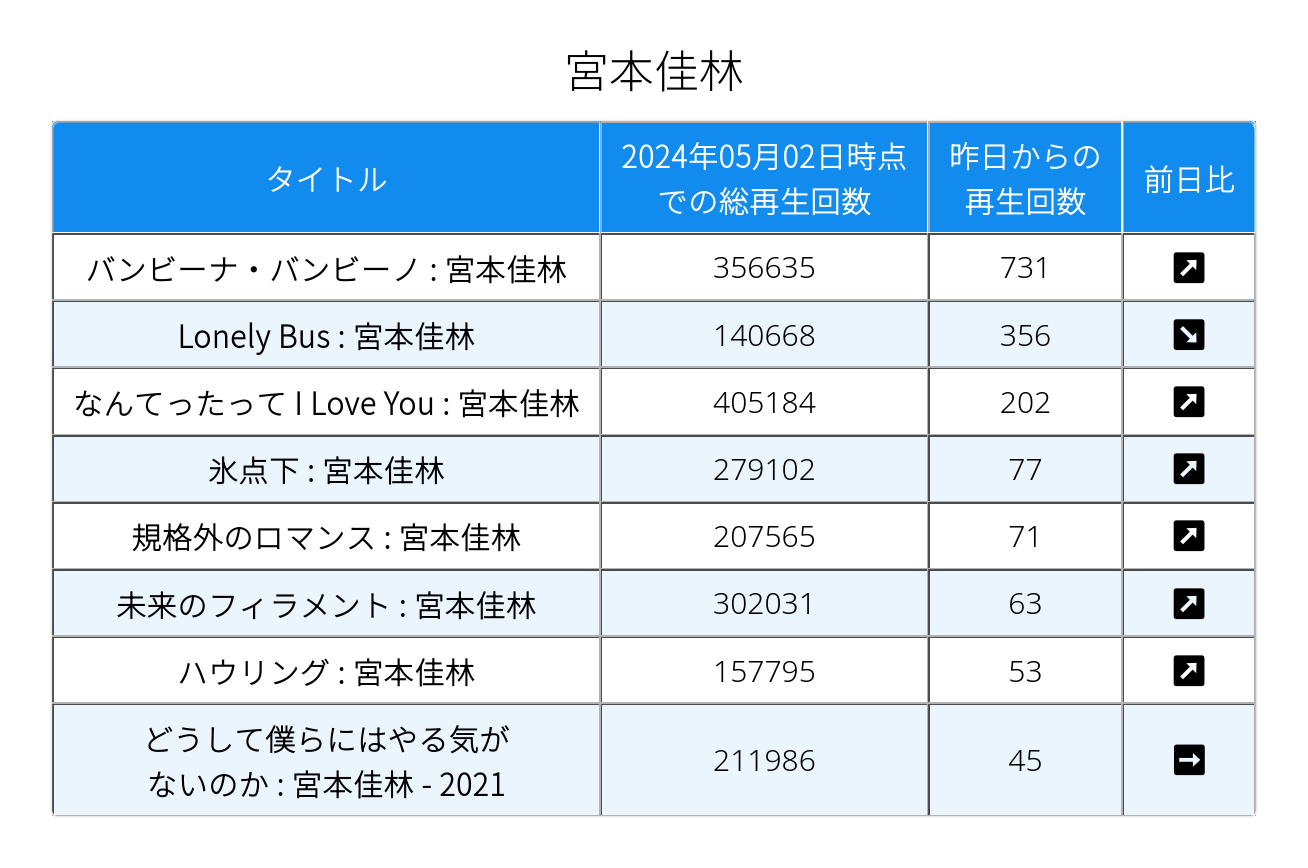 宮本佳林
タイトル
2024年05月02日時点
での総再生回数
昨日からの
再生回数
前日比
バンビーナ・バンビーノ : 宮本佳林
356635
731
Lonely Bus : 宮本佳林
140668
356
なんてったって I Love You : 宮本佳林
405184
202
氷点下 : 宮本佳林
279102
77
規格外のロマンス : 宮本佳林
207565
71
未来のフィラメント : 宮本佳林
302031
63
ハウリング : 宮本佳林
157795
53
どうして僕らにはやる気が
ないのか : 宮本佳林 - 2021
211986
45